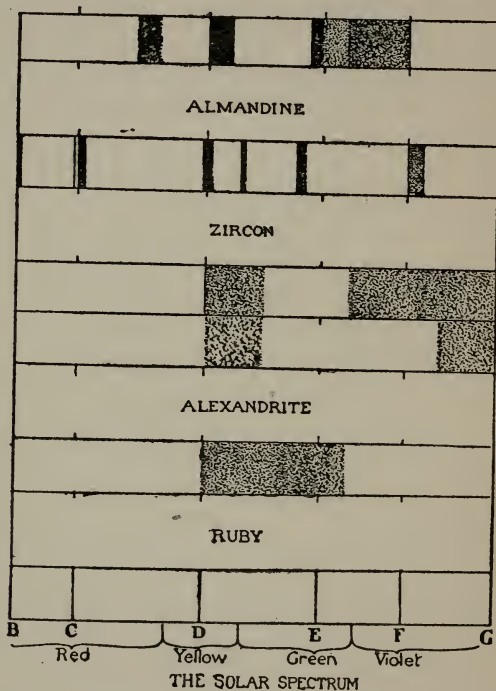 ALMANDINE
ZIRCON
ALEXANDRITE
RUBY
B C D E F G
Red Yellow Green Violet
THE SOLAR SPECTRUM